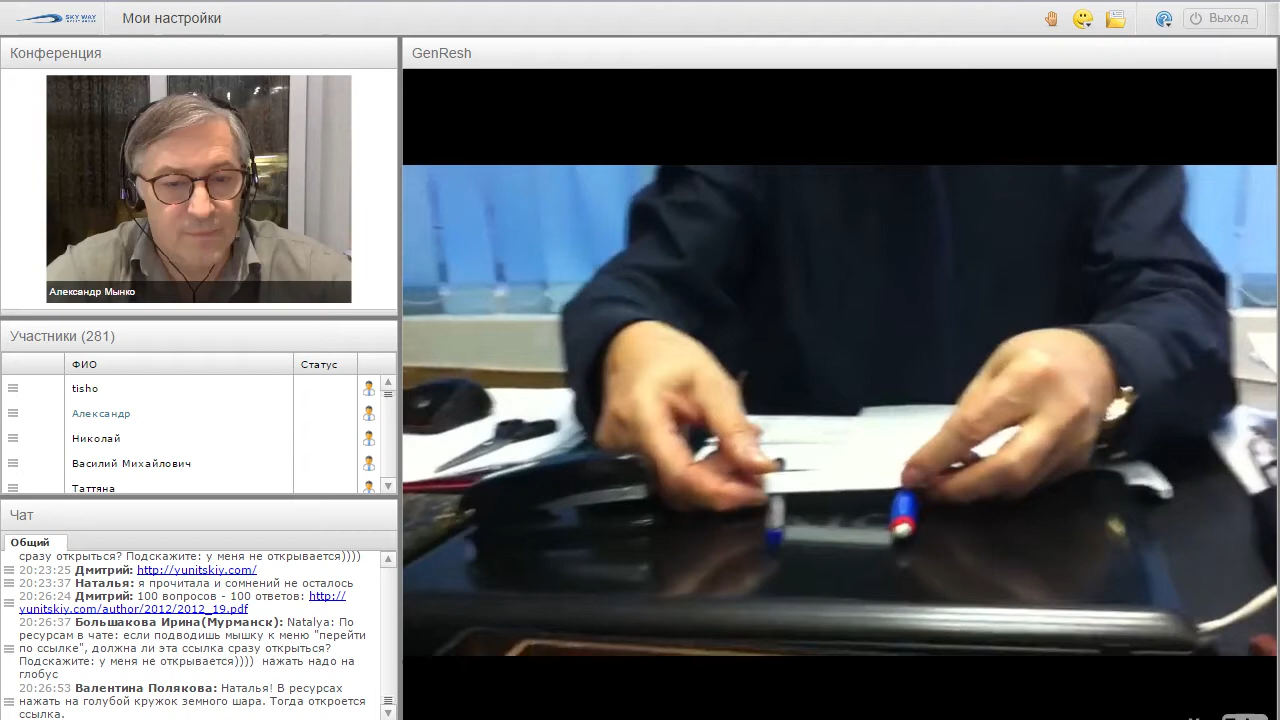 SKY WAY
Мои настройки
Выход
Конференция
GenResh
Александр Мынко
Участники (281)
ФИО
Статус
tisho
Александр
Николай
Василий Михайлович
Таттяна
Чат
Общий
сразу открыться? Подскажите: у меня не открывается))))
20:23:25 Дмитрий: http://yunitskiy.com/
20:23:37 Наталья: я прочитала и сомнений не осталось
20:26:24 Дмитрий: 100 вопросов - 100 ответов: http://
yunitskiy.com/author/2012/2012_19.pdf
20:26:37 Большакова Ирина(Мурманск): Natalya: По
ресурсам в чате: если подводишь мышку к меню "перейти
по ссылке", должна ли эта ссылка сразу открыться?
Подскажите: у меня не открывается)))) нажать надо на
глобус
20:26:53 Валентина Полякова: Наталья! В ресурсах
нажать на голубой кружок земного шара. Тогда откроется
ссылка.